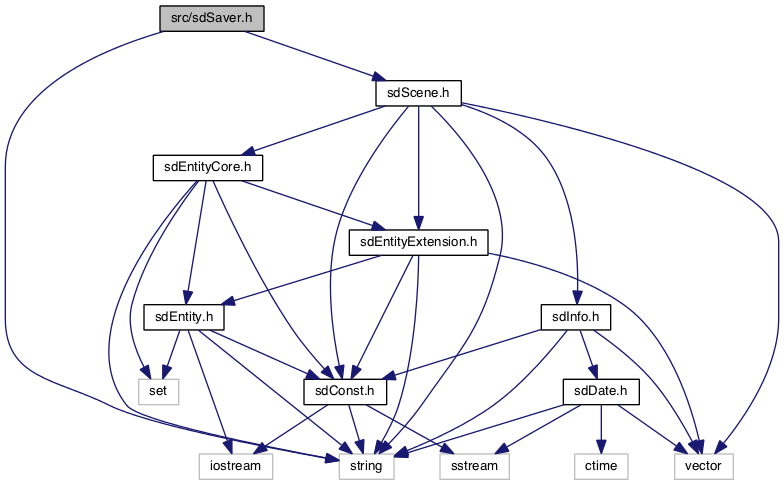 src/sdSaver.h
sdScene.h
sdEntityCore.h
sdEntityExtension.h
sdEntity.h
sdInfo.h
set
sdConst.h
sdDate.h
iostream
string
sstream
ctime
vector